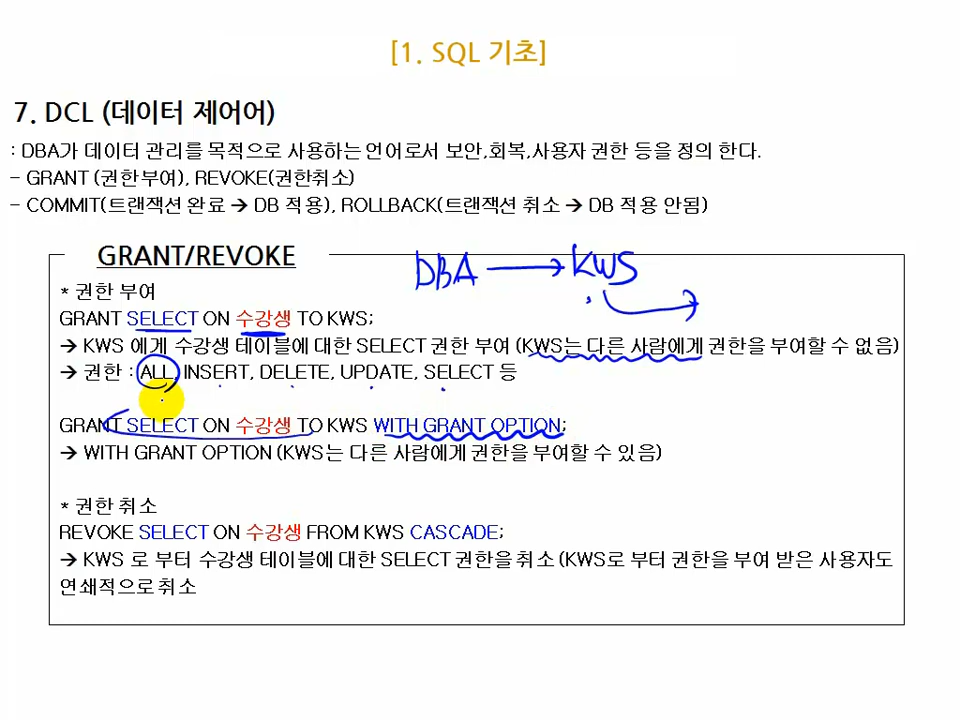 [1. SQL 기초]
7. DCL (데이터 제어어)
: DBA가 데이터 관리를 목적으로 사용하는 언어로서 보안,회복,사용자 권한 등을 정의 한다.
- GRANT (권한부여), REVOKE(권한취소)
- COMMIT(트랜잭션 완료 → DB 적용), ROLLBACK(트랜잭션 취소 → DB 적용 안됨)
GRANT/REVOKE
DBA → KWS
* 권한 부여
GRANT SELECT ON 수강생 TO KWS;
→ KWS 에게 수강생 테이블에 대한 SELECT 권한 부여 (KWS는 다른 사람에게 권한을 부여할 수 없음)
→ 권한 : ALL, INSERT, DELETE, UPDATE, SELECT 등
GRANT SELECT ON 수강생 TO KWS WITH GRANT OPTION;
→ WITH GRANT OPTION (KWS는 다른 사람에게 권한을 부여할 수 있음)
* 권한 취소
REVOKE SELECT ON 수강생 FROM KWS CASCADE;
→ KWS 로 부터 수강생 테이블에 대한 SELECT 권한을 취소 (KWS로 부터 권한을 부여 받은 사용자도
연쇄적으로 취소